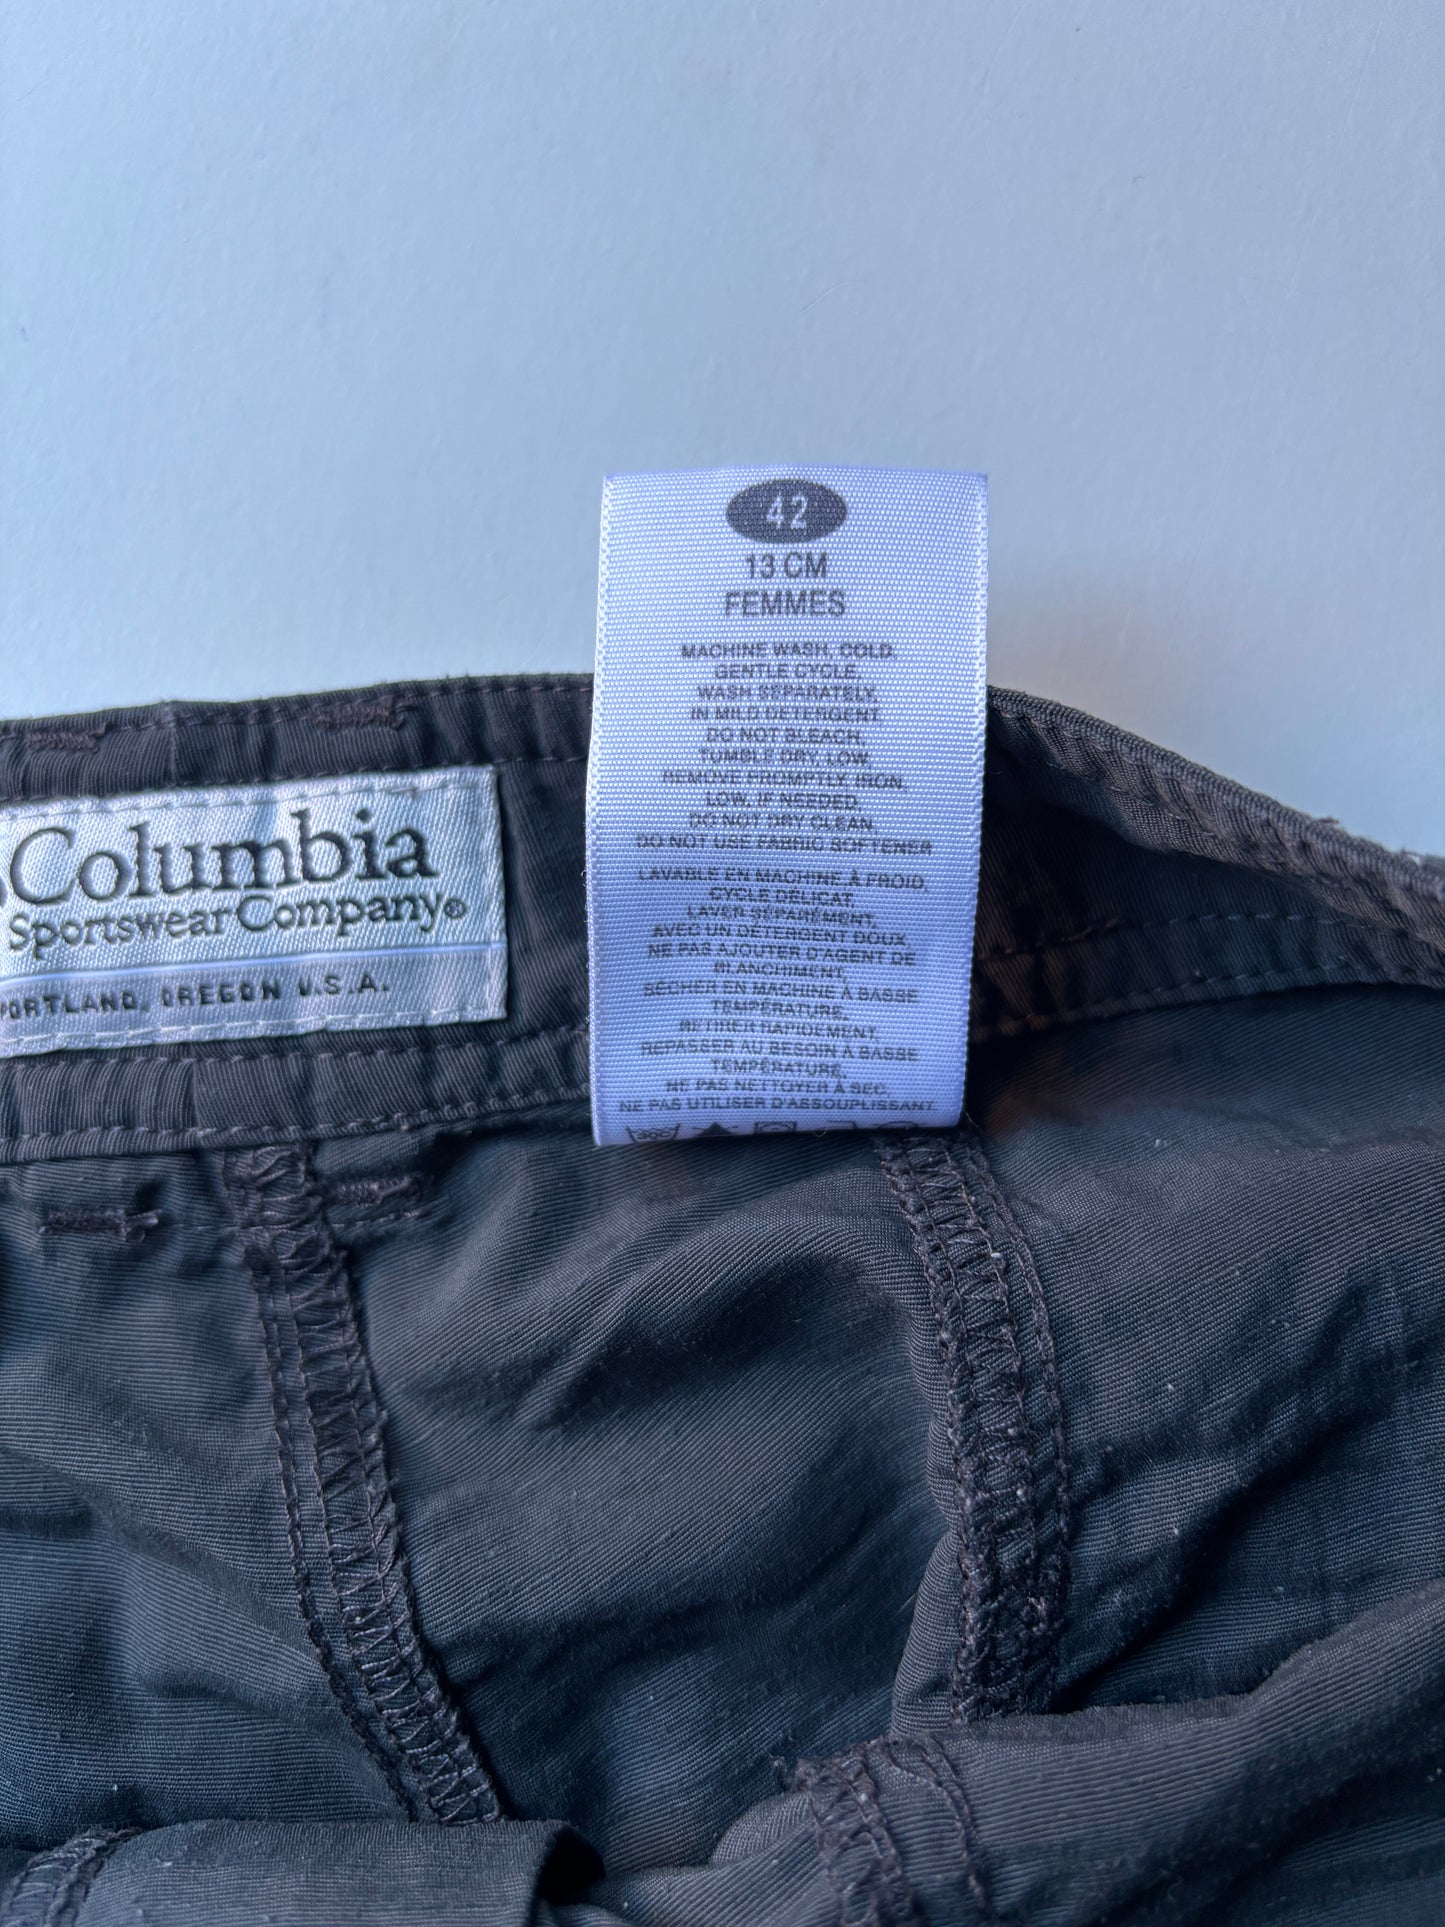 Columbia
Sportswear Company®
PORTLAND, OREGON U.S.A.
42
13 CM
FEMMES
MACHINE WASH, COLD,
GENTLE CYCLE,
WASH SEPARATELY,
IN MILD DETERGENT.
DO NOT BLEACH.
TUMBLE DRY, LOW.
REMOVE PROMPTLY, IRON,
LOW, IF NEEDED.
DO NOT DRY CLEAN.
DO NOT USE FABRIC SOFTENER
LAVABLE EN MACHINE, À FROID,
CYCLE DÉLICAT.
LAVER SÉPARÉMENT,
AVEC UN DÉTERGENT DOUX.
NE PAS AJOUTER D'AGENT DE
BLANCHIMENT.
SÉCHER EN MACHINE À BASSE
TEMPÉRATURE.
RETIRER RAPIDEMENT.
REPASSER AU BESOIN À BASSE
TEMPÉRATURE.
NE PAS NETTOYER À SEC.
NE PAS UTILISER D'ASSOUPLISSANT.
30C